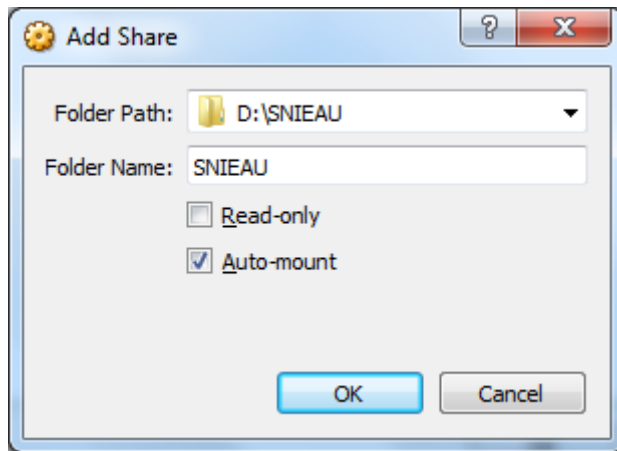 Add Share
Folder Path: D:\SNIEAU
Folder Name: SNIEAU
Read-only
Auto-mount
OK Cancel